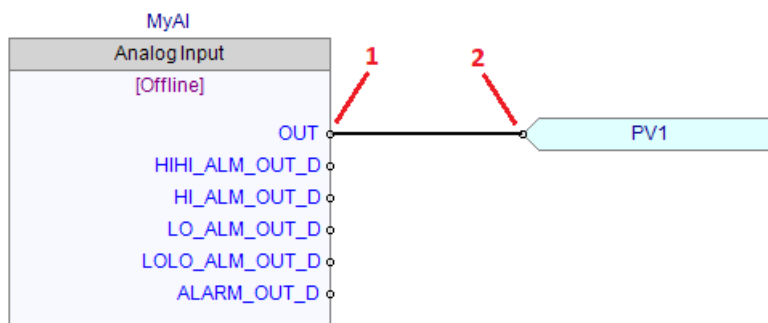 MyAI
Analog Input
[Offline]
1
2
OUT
PV1
HIHI_ALM_OUT_D
HI_ALM_OUT_D
LO_ALM_OUT_D
LOLO_ALM_OUT_D
ALARM_OUT_D